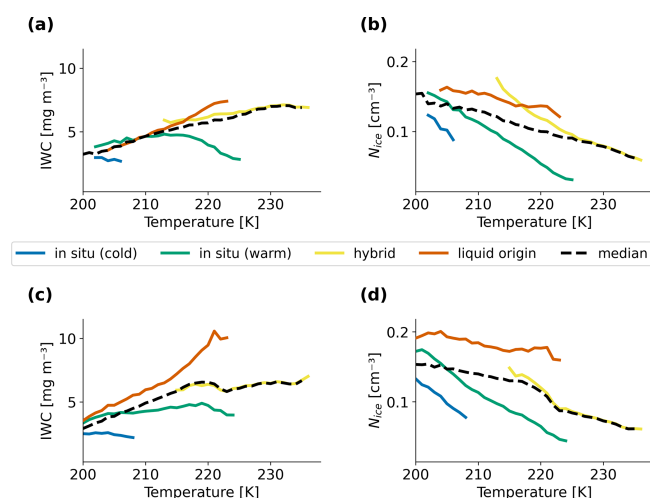 (a)
(b)
IWC [mg m⁻³]
10
5
200 210 220 230
Temperature [K]
N_ice [cm⁻³]
0.2
0.1
200 210 220 230
Temperature [K]
in situ (cold) in situ (warm) hybrid liquid origin median
(c)
(d)
IWC [mg m⁻³]
10
5
200 210 220 230
Temperature [K]
N_ice [cm⁻³]
0.2
0.1
200 210 220 230
Temperature [K]